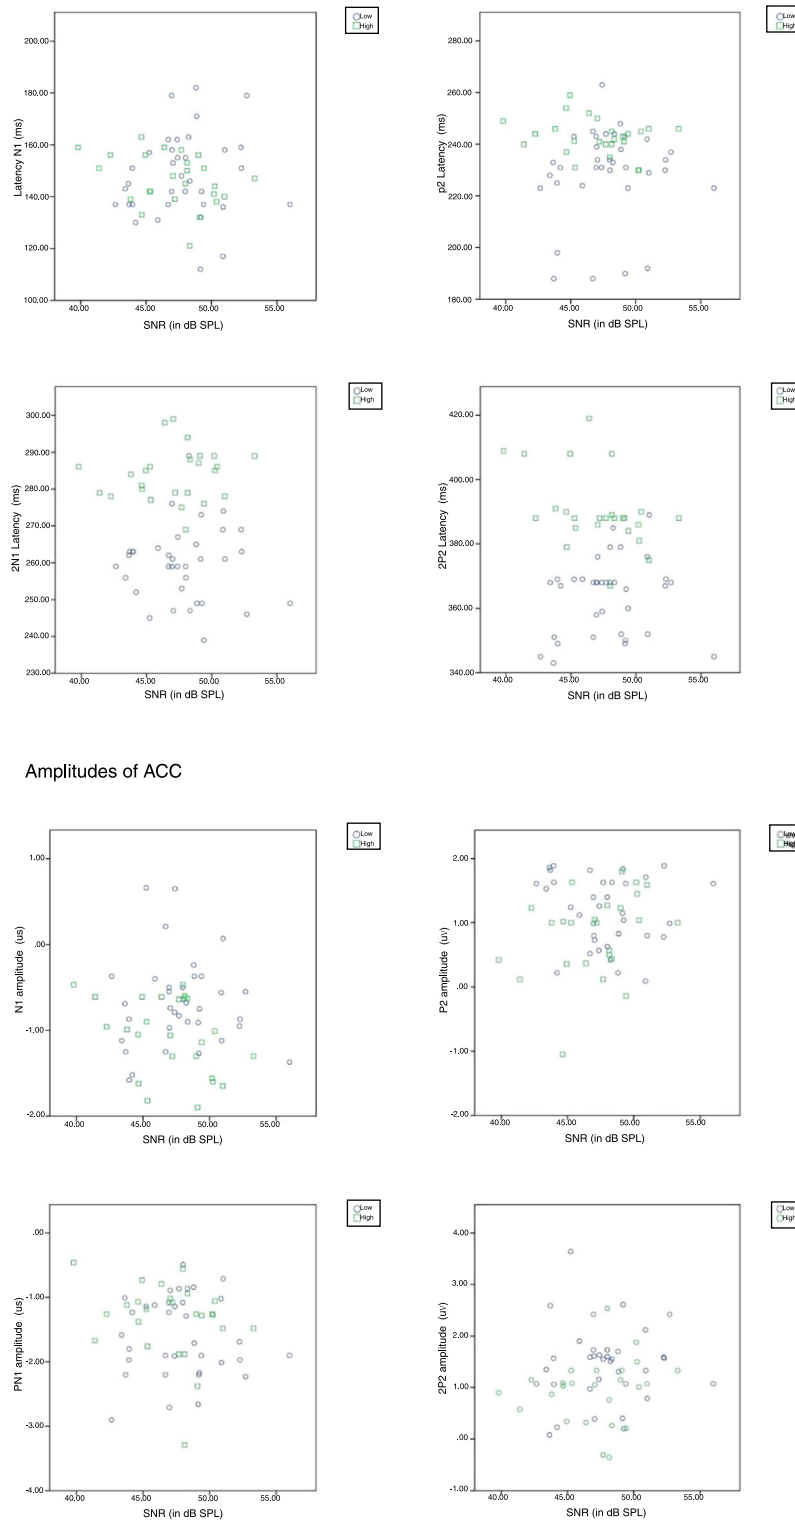 Low
High
200.00
180.00
160.00
140.00
120.00
100.00
Latency N1 (ms)
40.00 45.00 50.00 55.00
SNR (in dB SPL)
Low
High
280.00
260.00
240.00
220.00
200.00
180.00
p2 Latency (ms)
40.00 45.00 50.00 55.00
SNR (in dB SPL)
Low
High
300.00
290.00
280.00
270.00
260.00
250.00
240.00
230.00
2N1 Latency (ms)
40.00 45.00 50.00 55.00
SNR (in dB SPL)
Low
High
420.00
400.00
380.00
360.00
340.00
2P2 Latency (ms)
40.00 45.00 50.00 55.00
SNR (in dB SPL)
Amplitudes of ACC
Low
High
1.00
.00
-1.00
-2.00
N1 amplitude (us)
40.00 45.00 50.00 55.00
SNR (in dB SPL)
Low
High
2.00
1.00
.00
-1.00
-2.00
P2 amplitude (uv)
40.00 45.00 50.00 55.00
SNR (in dB SPL)
Low
High
.00
-1.00
-2.00
-3.00
-4.00
PN1 amplitude (us)
40.00 45.00 50.00 55.00
SNR (in dB SPL)
Low
High
4.00
3.00
2.00
1.00
.00
-1.00
2P2 amplitude (uv)
40.00 45.00 50.00 55.00
SNR (in dB SPL)